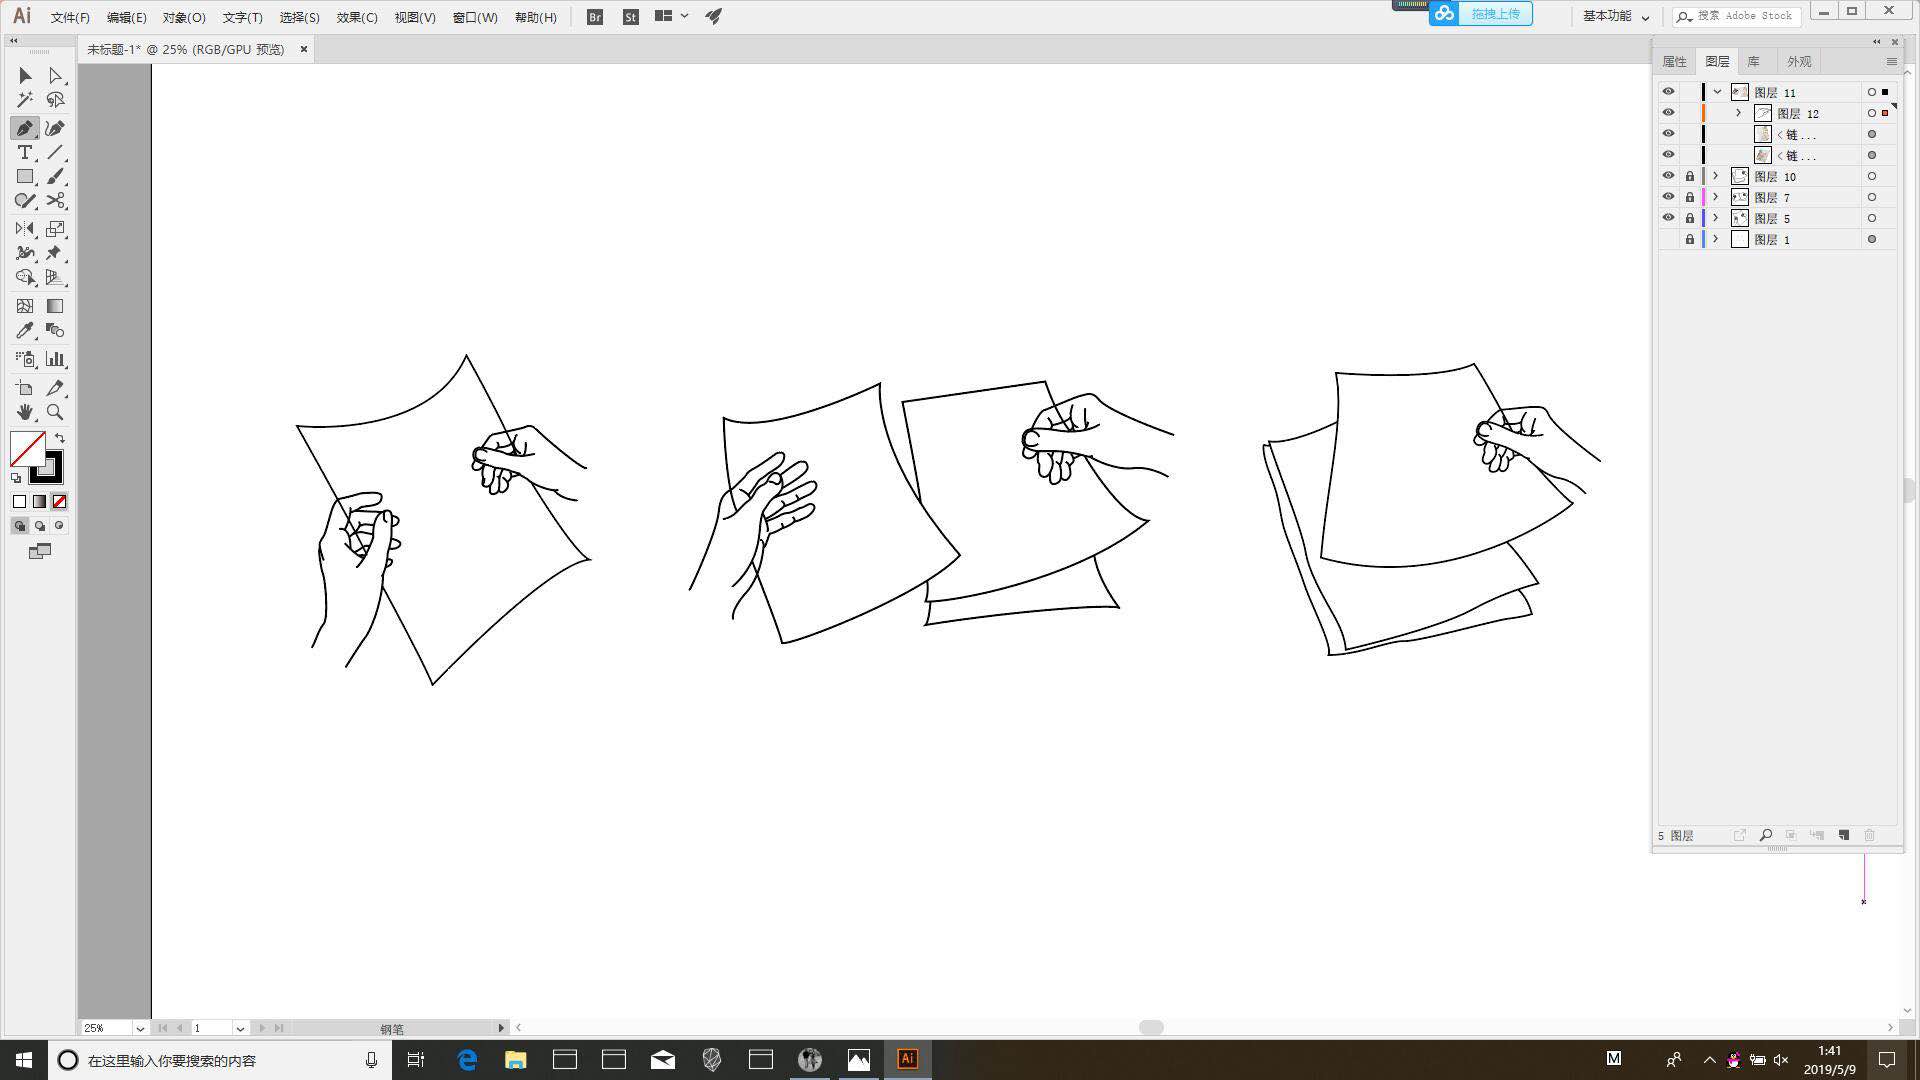 Ai 文件(F) 编辑(E) 对象(O) 文字(T) 选择(S) 效果(C) 视图(V) 窗口(W) 帮助(H) Br St 拖拽上传 基本功能 搜索 Adobe Stock
未标题-1* @ 25% (RGB/GPU 预览)
属性 图层 库 外观
图层 11
图层 12
<链...
<链...
图层 10
图层 7
图层 5
图层 1
T
5 图层
25% 1 钢笔
在这里输入你要搜索的内容
Ai
M
1:41
2019/5/9